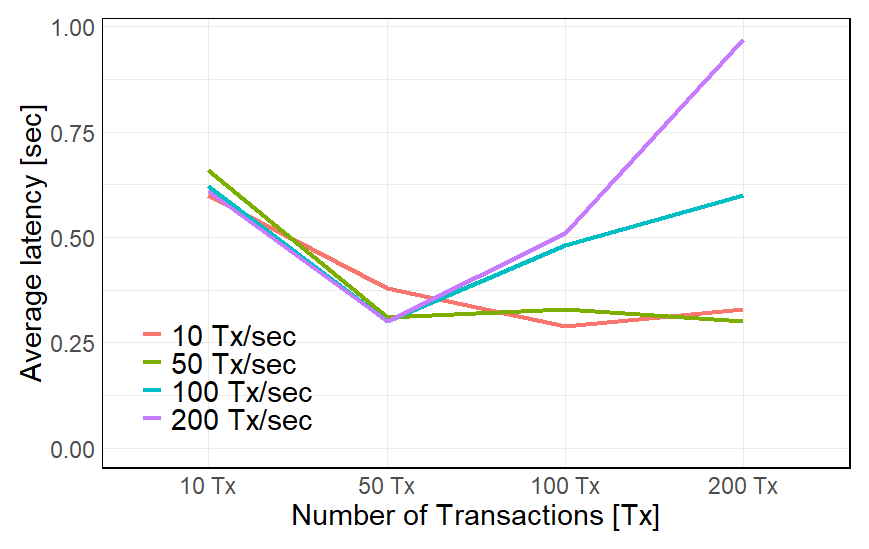 Average latency [sec]
1.00
0.75
0.50
0.25
0.00
10 Tx/sec
50 Tx/sec
100 Tx/sec
200 Tx/sec
10 Tx 50 Tx 100 Tx 200 Tx
Number of Transactions [Tx]